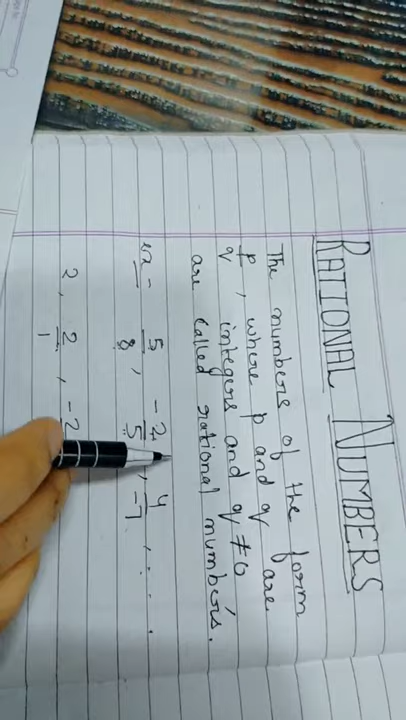 RATIONAL NUMBERS
The numbers of the form
p/q, where p and q are
integers and q ≠ 0,
are called rational numbers.
ex - 5/8, -2/5, 4/-7, ....
2, 2/1, -2